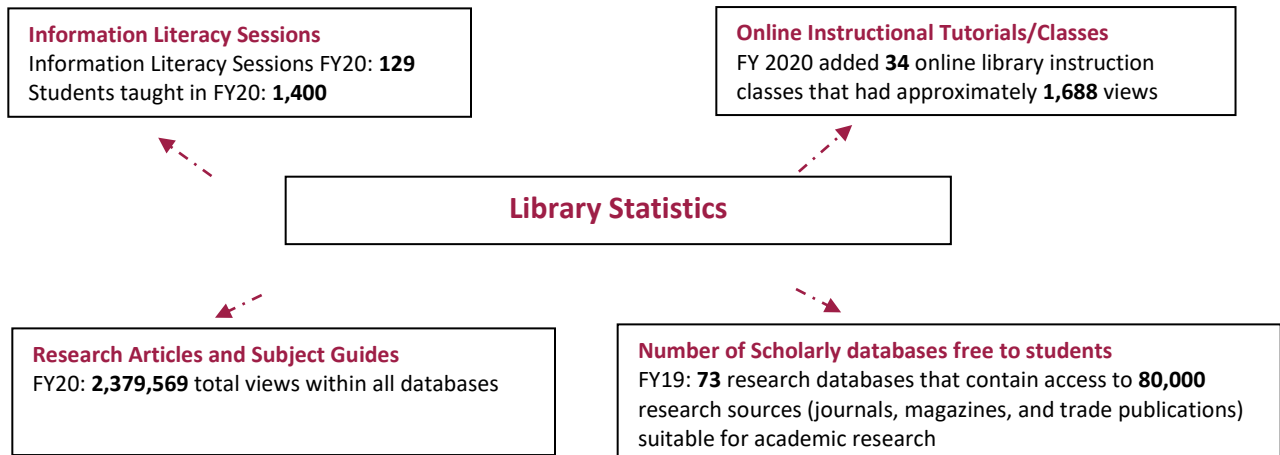 Information Literacy Sessions
Information Literacy Sessions FY20: 129
Students taught in FY20: 1,400
Online Instructional Tutorials/Classes
FY 2020 added 34 online library instruction
classes that had approximately 1,688 views
Library Statistics
Research Articles and Subject Guides
FY20: 2,379,569 total views within all databases
Number of Scholarly databases free to students
FY19: 73 research databases that contain access to 80,000
research sources (journals, magazines, and trade publications)
suitable for academic research